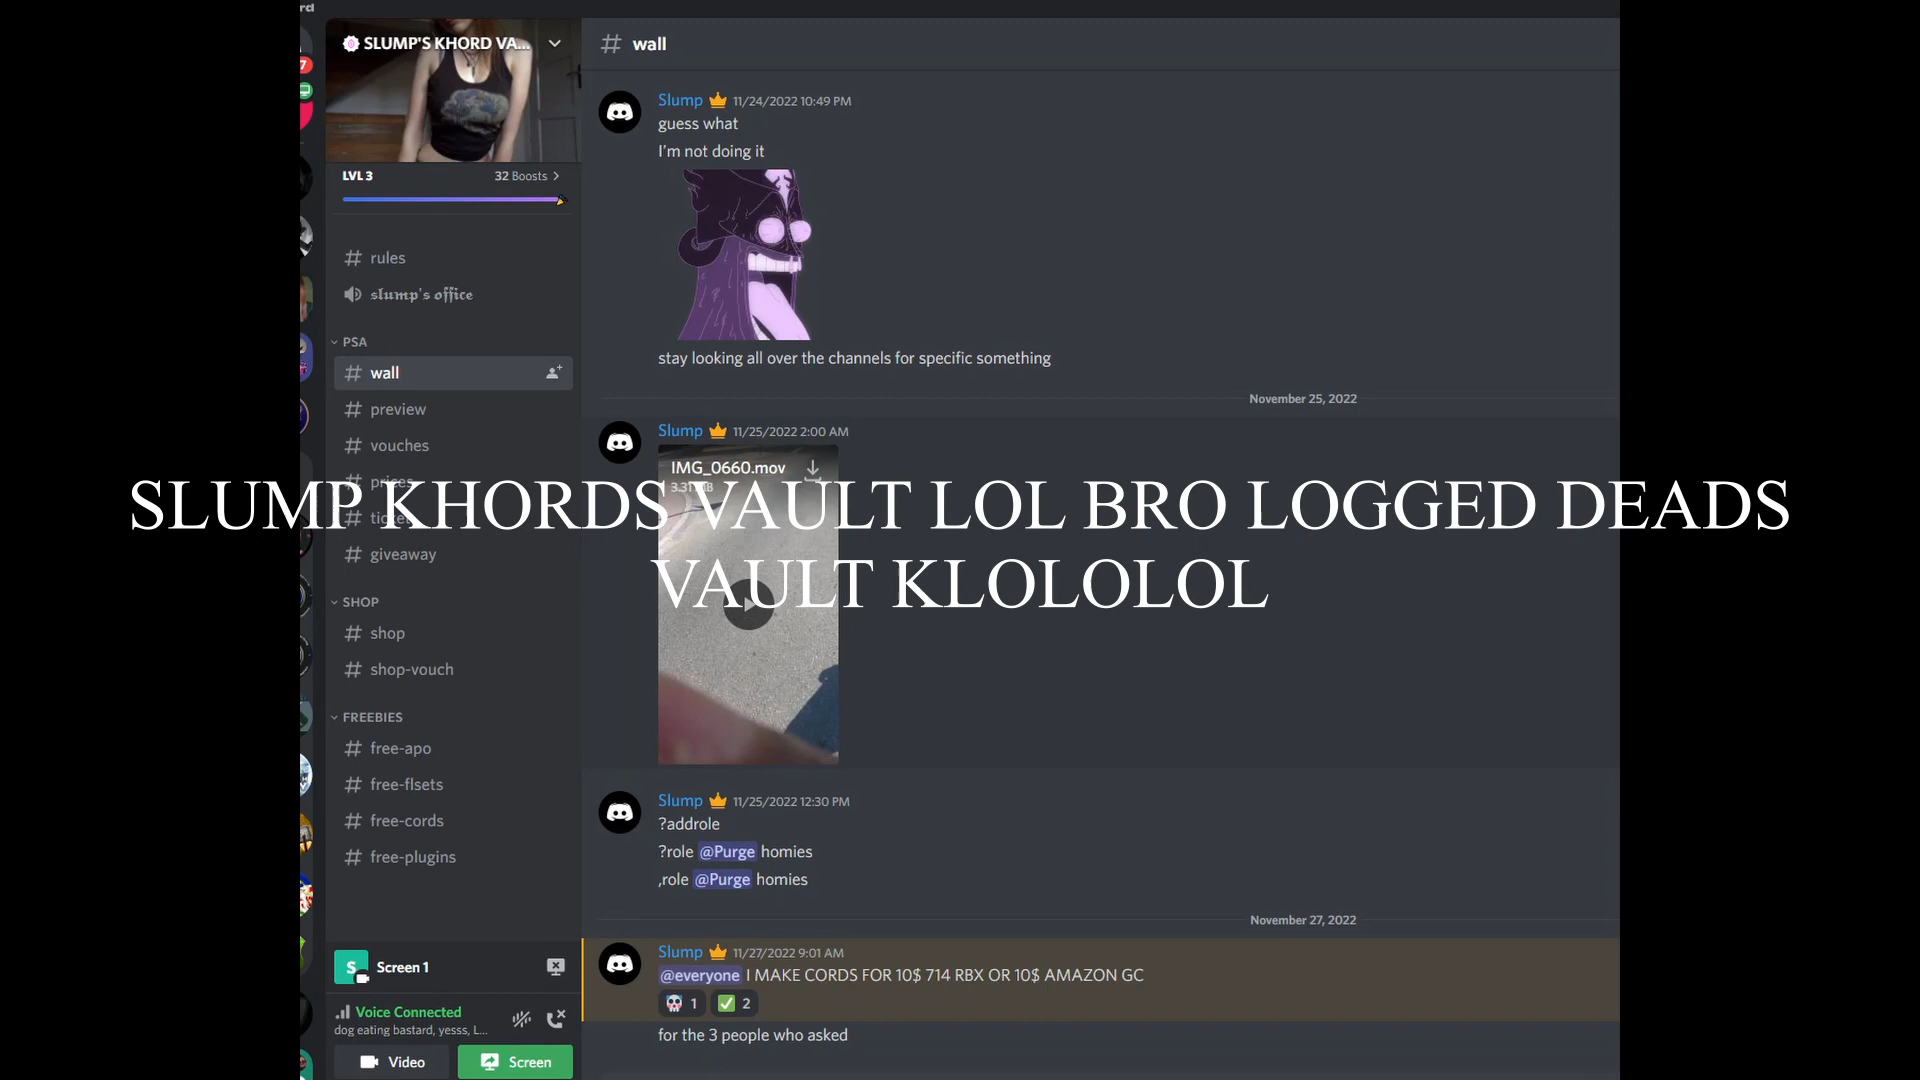 rd
SLUMP'S KHORD VA...
7
LVL 3
32 Boosts
rules
slump's office
PSA
wall
preview
vouches
prices
ticket
giveaway
SHOP
shop
shop-vouch
FREEBIES
free-apo
free-flsets
free-cords
free-plugins
S
Screen 1
Voice Connected
dog eating bastard, yesss, L...
Video
Screen
# wall
Slump 11/24/2022 10:49 PM
guess what
I'm not doing it
stay looking all over the channels for specific something
November 25, 2022
Slump 11/25/2022 2:00 AM
IMG_0660.mov
SLUMP KHORDS VAULT LOL BRO LOGGED DEADS
VAULT KLOLOLOL
Slump 11/25/2022 12:30 PM
?addrole
?role @Purge homies
,role @Purge homies
November 27, 2022
Slump 11/27/2022 9:01 AM
@everyone I MAKE CORDS FOR 10$ 714 RBX OR 10$ AMAZON GC
1
2
for the 3 people who asked